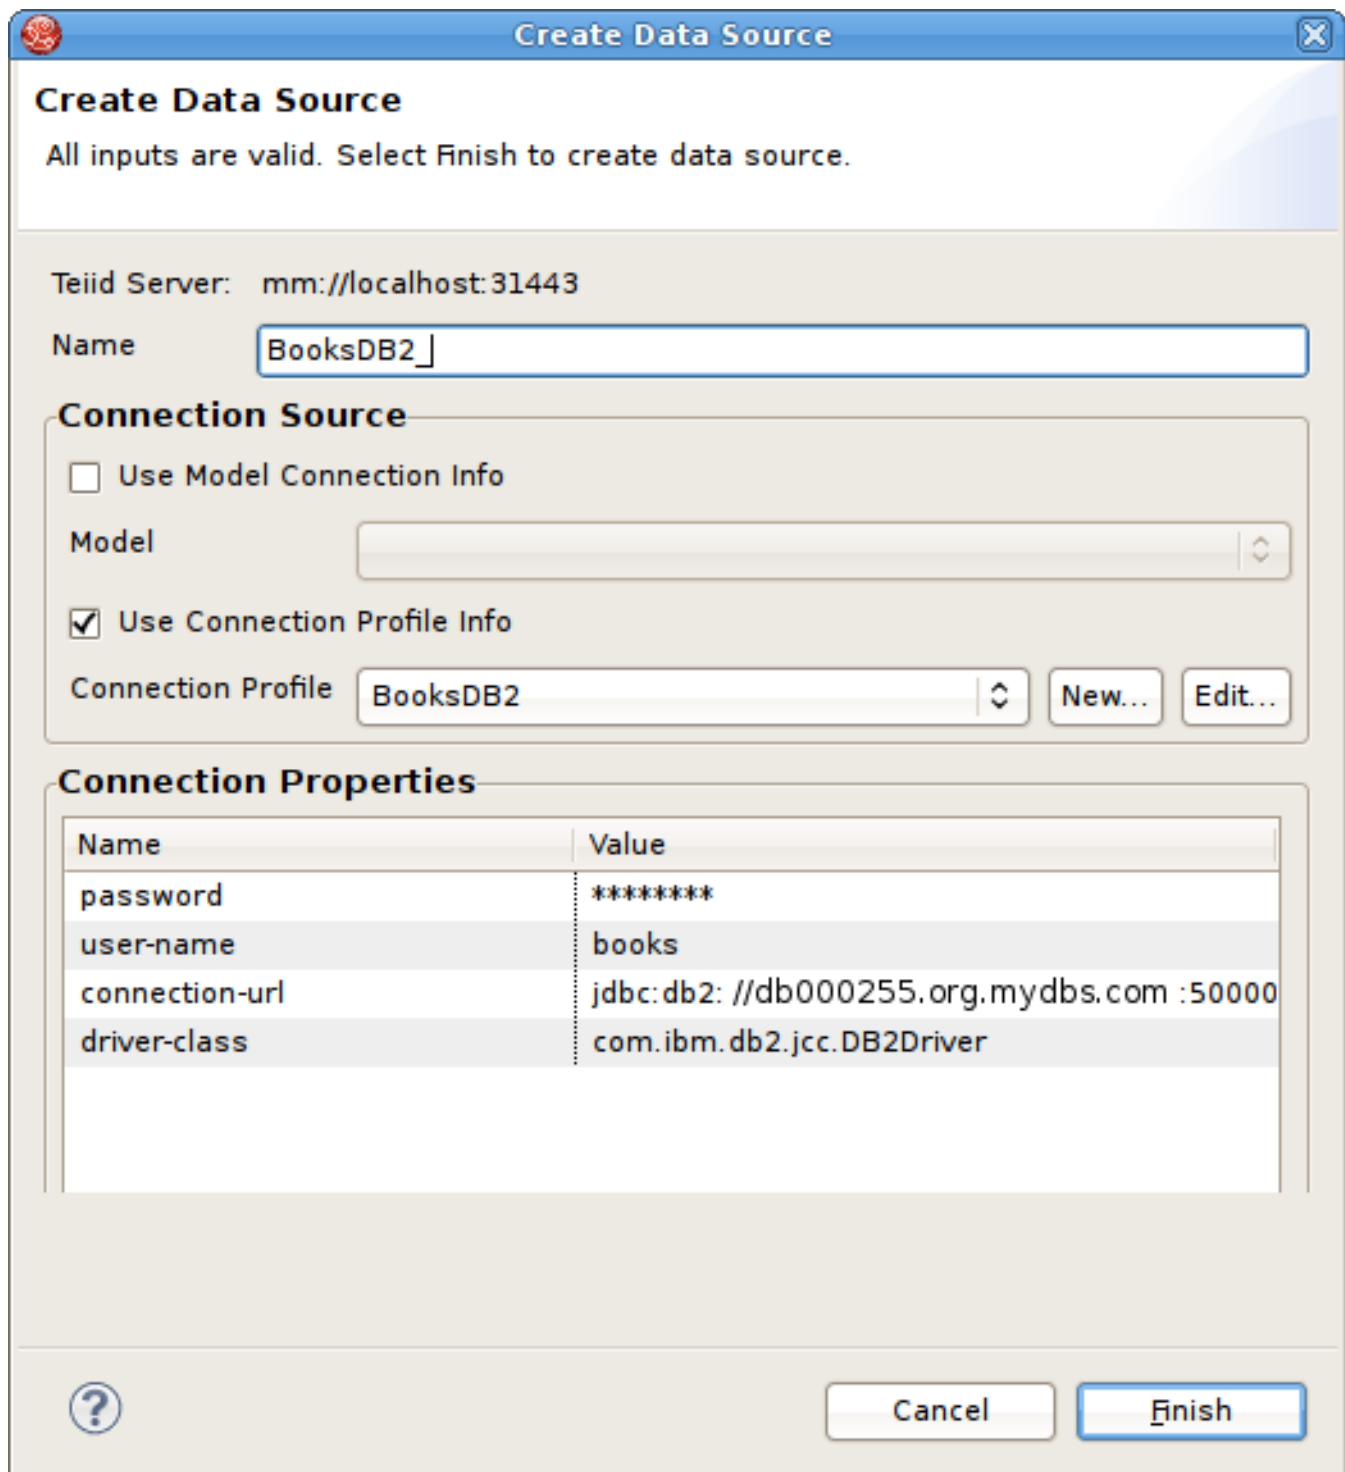 Create Data Source
Create Data Source
All inputs are valid. Select Finish to create data source.
Teiid Server: mm://localhost:31443
Name BooksDB2_
Connection Source
Use Model Connection Info
Model
Use Connection Profile Info
Connection Profile BooksDB2 New... Edit...
Connection Properties
Name Value
password ********
user-name books
connection-url jdbc:db2: //db000255.org.mydbs.com :50000
driver-class com.ibm.db2.jcc.DB2Driver
? Cancel Finish